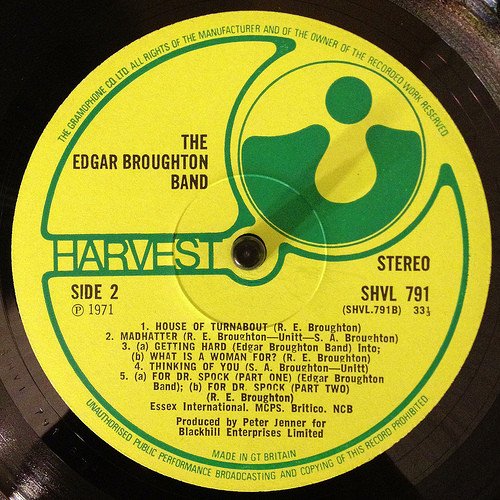 THE GRAMOPHONE CO. LTD. ALL RIGHTS OF THE MANUFACTURER AND OF THE OWNER OF THE RECORDED WORK RESERVED
THE
EDGAR BROUGHTON
BAND
HARVEST
STEREO
SIDE 2
SHVL 791
℗ 1971
(SHVL.791B) 33⅓
1. HOUSE OF TURNABOUT (R. E. Broughton)
2. MADHATTER (R. E. Broughton—Unitt—S. A. Broughton)
3. (a) GETTING HARD (Edgar Broughton Band) Into;
(b) WHAT IS A WOMAN FOR? (R. E. Broughton)
4. THINKING OF YOU (S. A. Broughton—Unitt)
5. (a) FOR DR. SPOCK (PART ONE) (Edgar Broughton
Band); (b) FOR DR. SPOCK (PART TWO)
(R. E. Broughton)
Essex International. MCPS. Britico. NCB
Produced by Peter Jenner for
Blackhill Enterprises Limited
MADE IN GT BRITAIN
UNAUTHORISED PUBLIC PERFORMANCE BROADCASTING AND COPYING OF THIS RECORD PROHIBITED